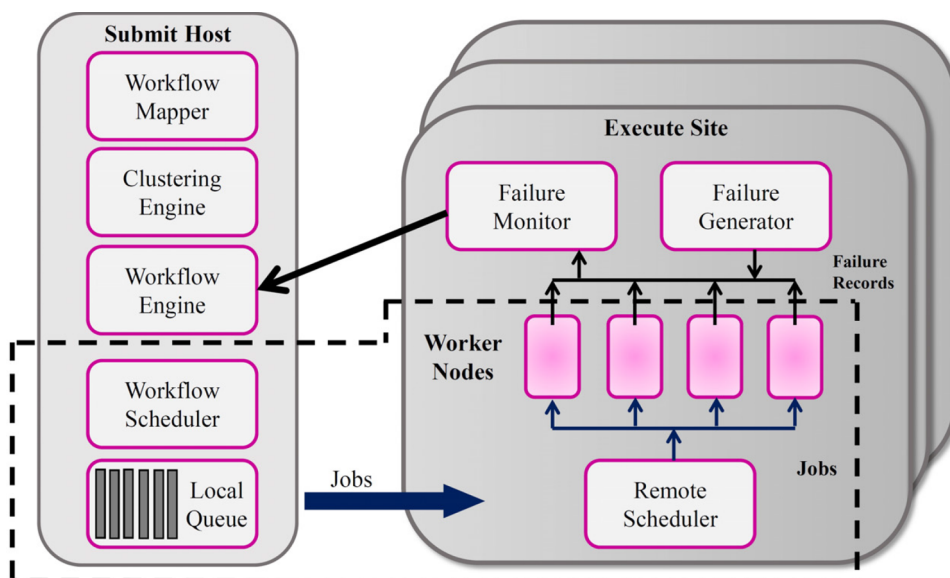 Submit Host
Workflow
Mapper
Clustering
Engine
Workflow
Engine
Workflow
Scheduler
Local
Queue
Jobs
Execute Site
Failure
Monitor
Failure
Generator
Failure
Records
Worker
Nodes
Jobs
Remote
Scheduler